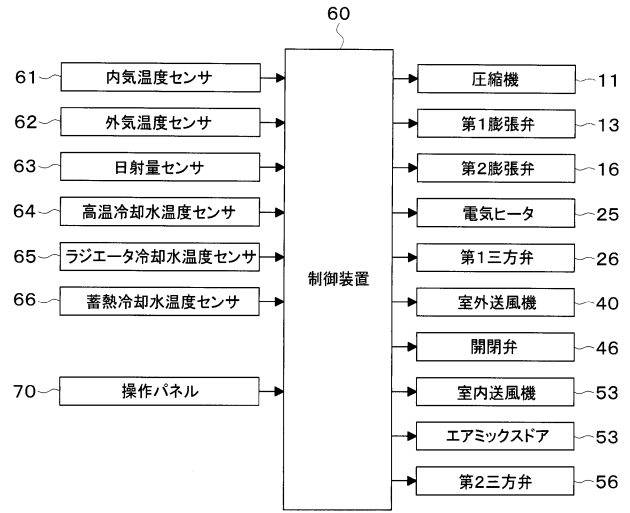 60
61 内気温度センサ
62 外気温度センサ
63 日射量センサ
64 高温冷却水温度センサ
65 ラジエータ冷却水温度センサ
66 蓄熱冷却水温度センサ
70 操作パネル
制御装置
圧縮機 11
第1膨張弁 13
第2膨張弁 16
電気ヒータ 25
第1三方弁 26
室外送風機 40
開閉弁 46
室内送風機 53
エアミックスドア 53
第2三方弁 56